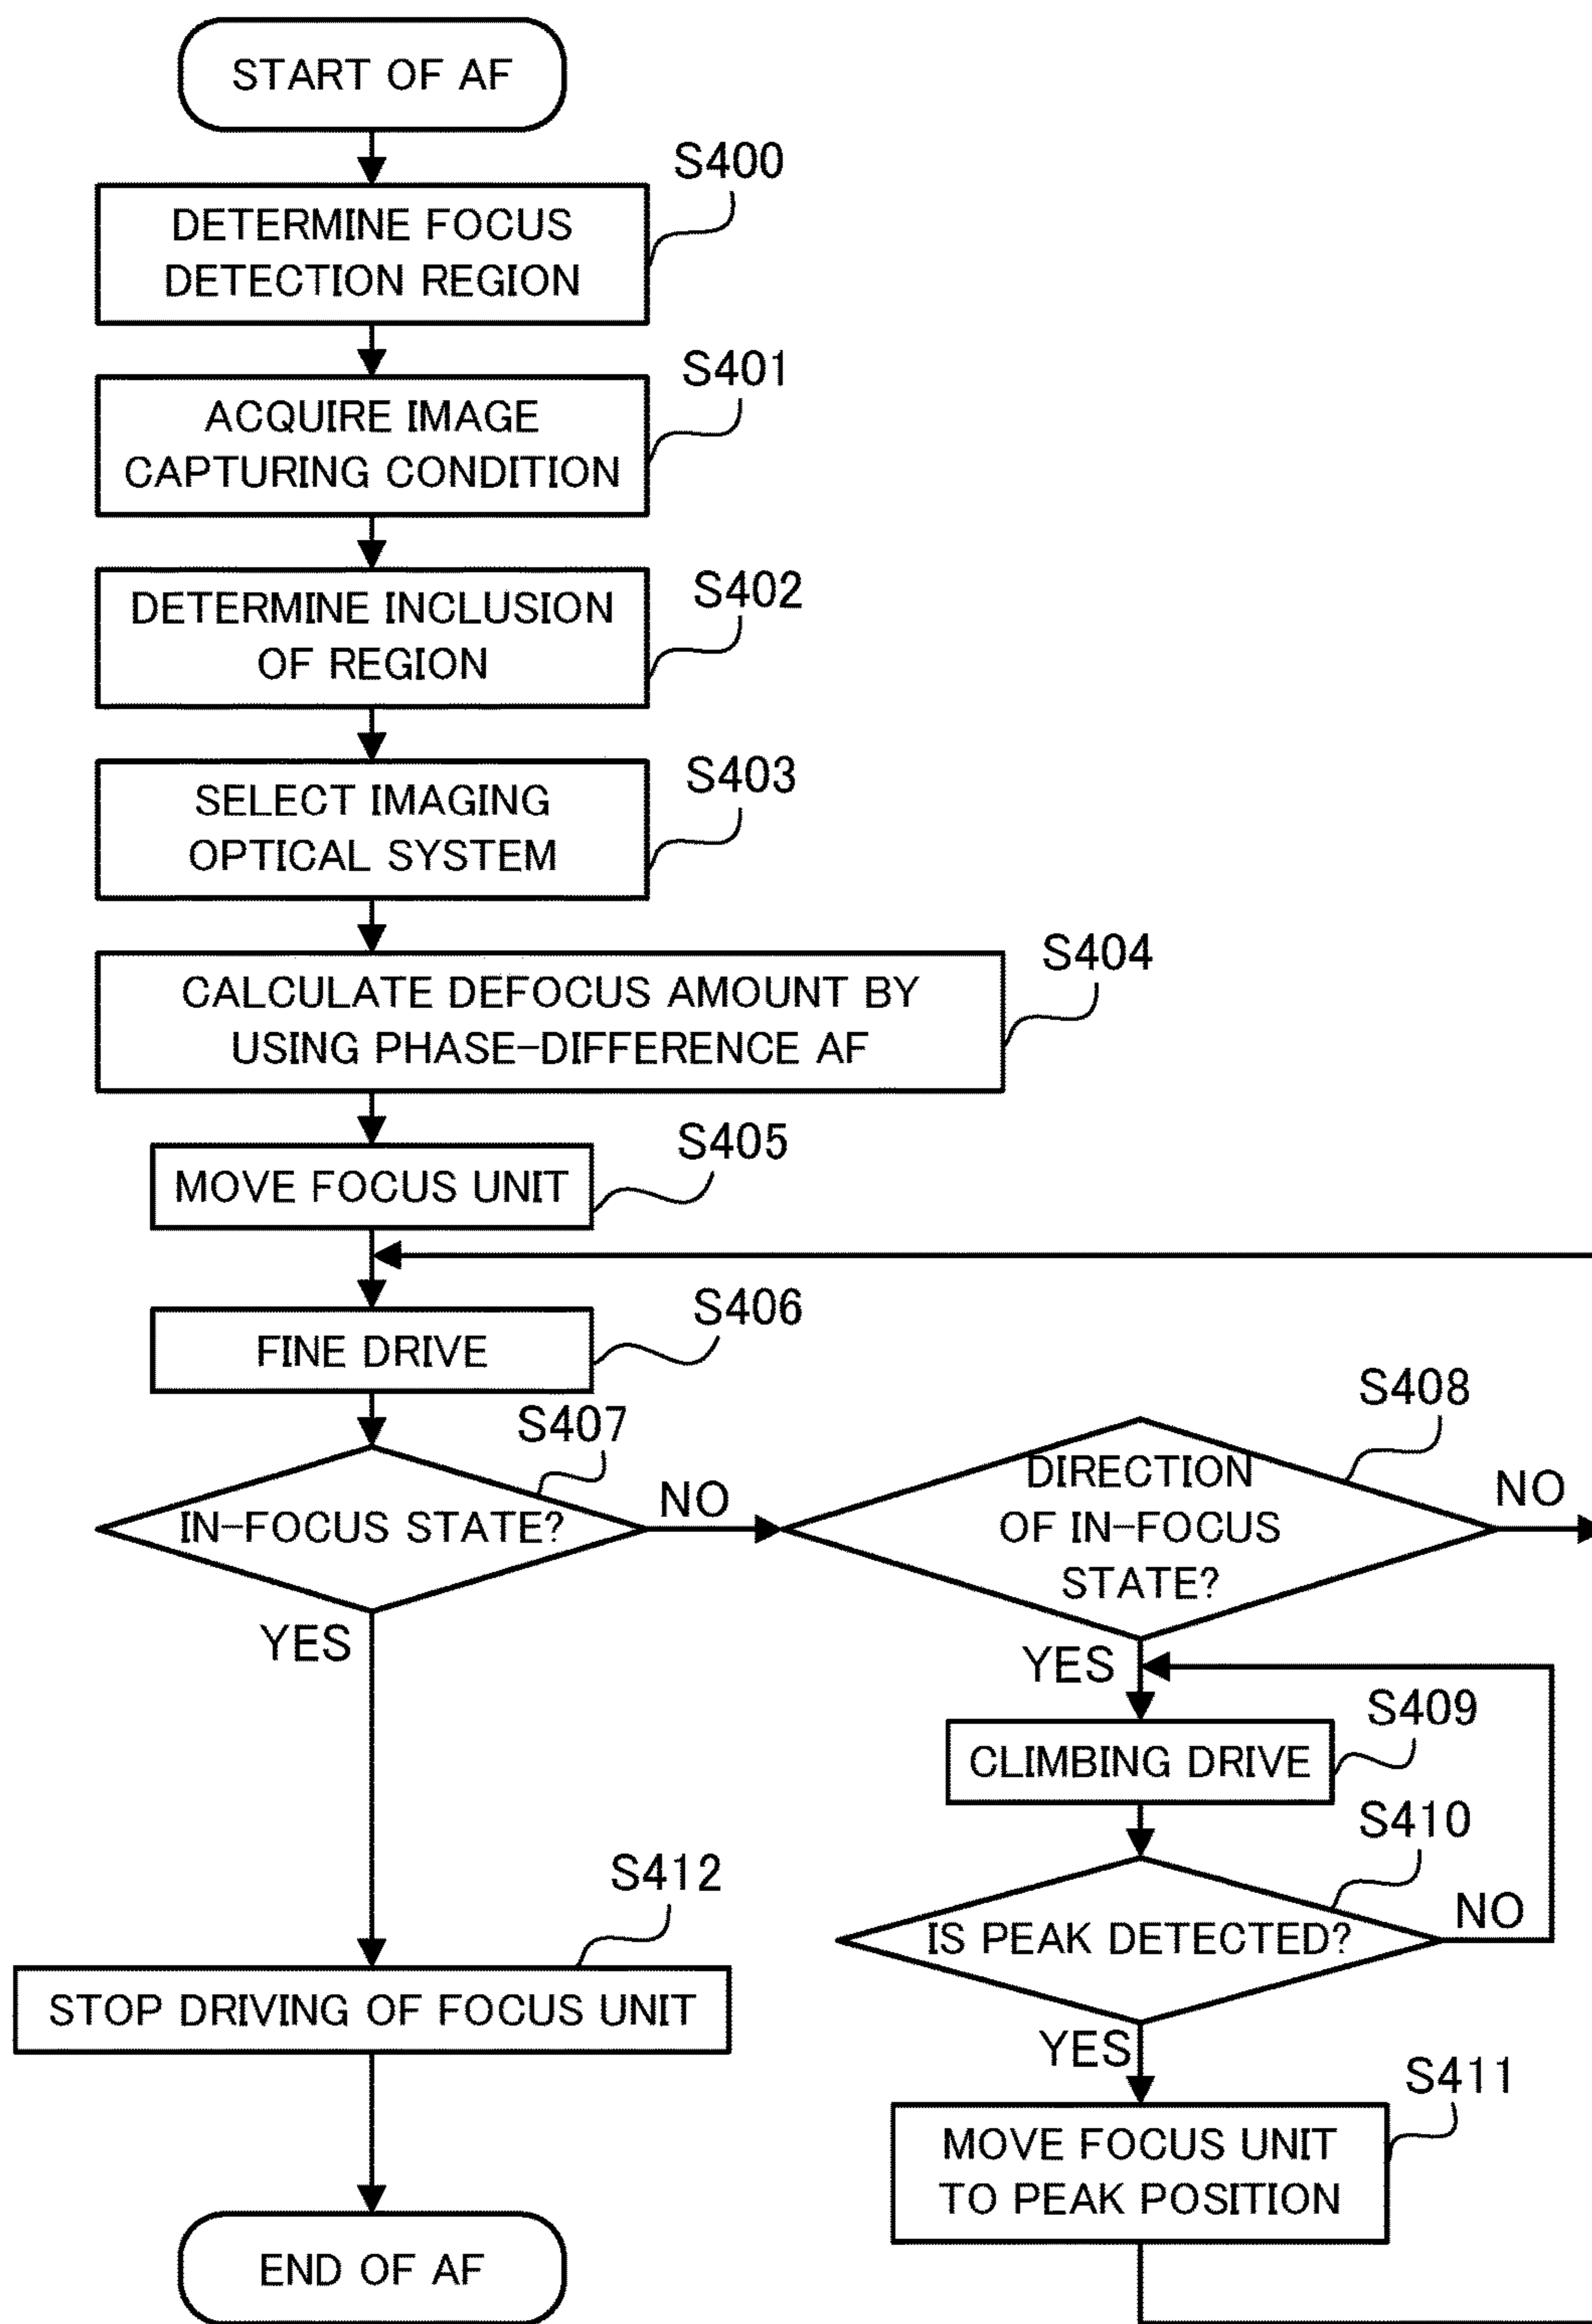 START OF AF
S400
DETERMINE FOCUS
DETECTION REGION
S401
ACQUIRE IMAGE
CAPTURING CONDITION
S402
DETERMINE INCLUSION
OF REGION
S403
SELECT IMAGING
OPTICAL SYSTEM
S404
CALCULATE DEFOCUS AMOUNT BY
USING PHASE-DIFFERENCE AF
S405
MOVE FOCUS UNIT
S406
FINE DRIVE
S407
IN-FOCUS STATE?
NO
YES
S408
DIRECTION
OF IN-FOCUS
STATE?
NO
YES
S409
CLIMBING DRIVE
S410
IS PEAK DETECTED?
NO
YES
S411
MOVE FOCUS UNIT
TO PEAK POSITION
S412
STOP DRIVING OF FOCUS UNIT
END OF AF